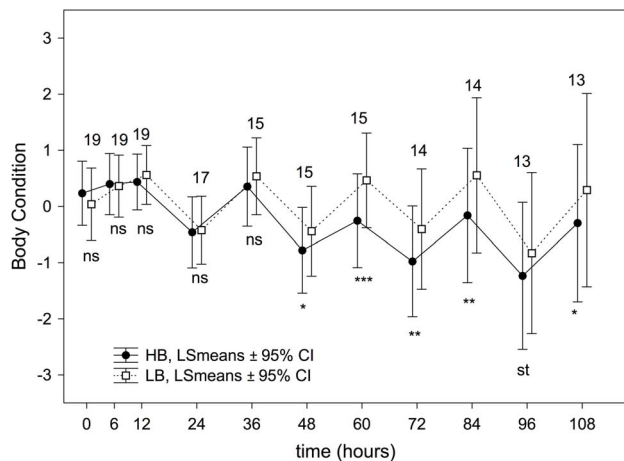 3
2
1
0
-1
-2
-3
Body Condition
19
19
19
17
15
15
15
14
14
13
13
ns
ns
ns
ns
ns
*
***
**
**
st
*
HB, LSmeans ± 95% CI
LB, LSmeans ± 95% CI
0 6 12 24 36 48 60 72 84 96 108
time (hours)